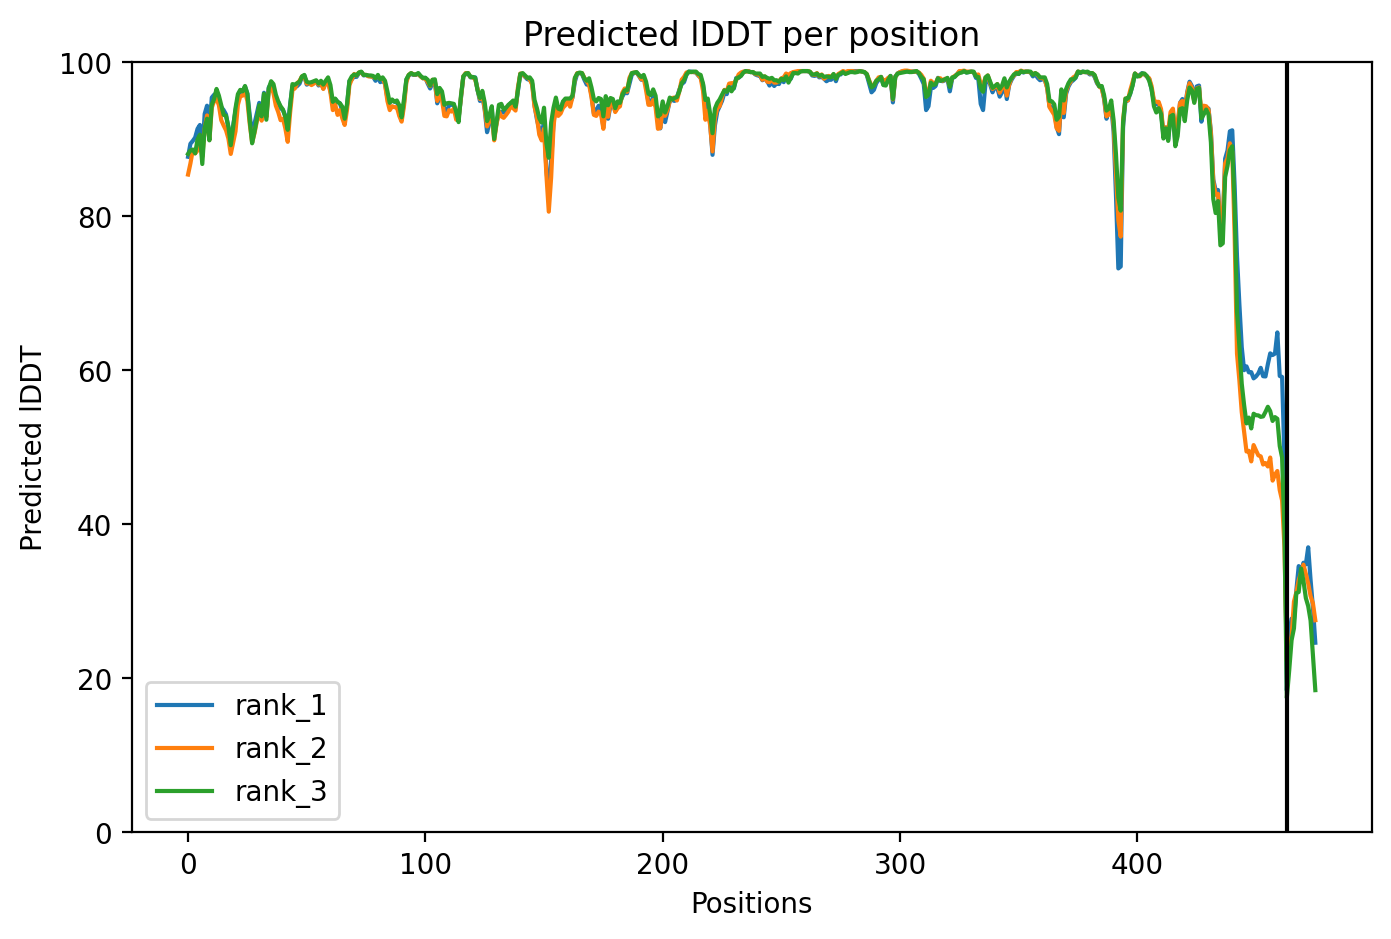 Predicted lDDT per position
Predicted lDDT
100
80
60
40
20
0
rank_1
rank_2
rank_3
0 100 200 300 400
Positions